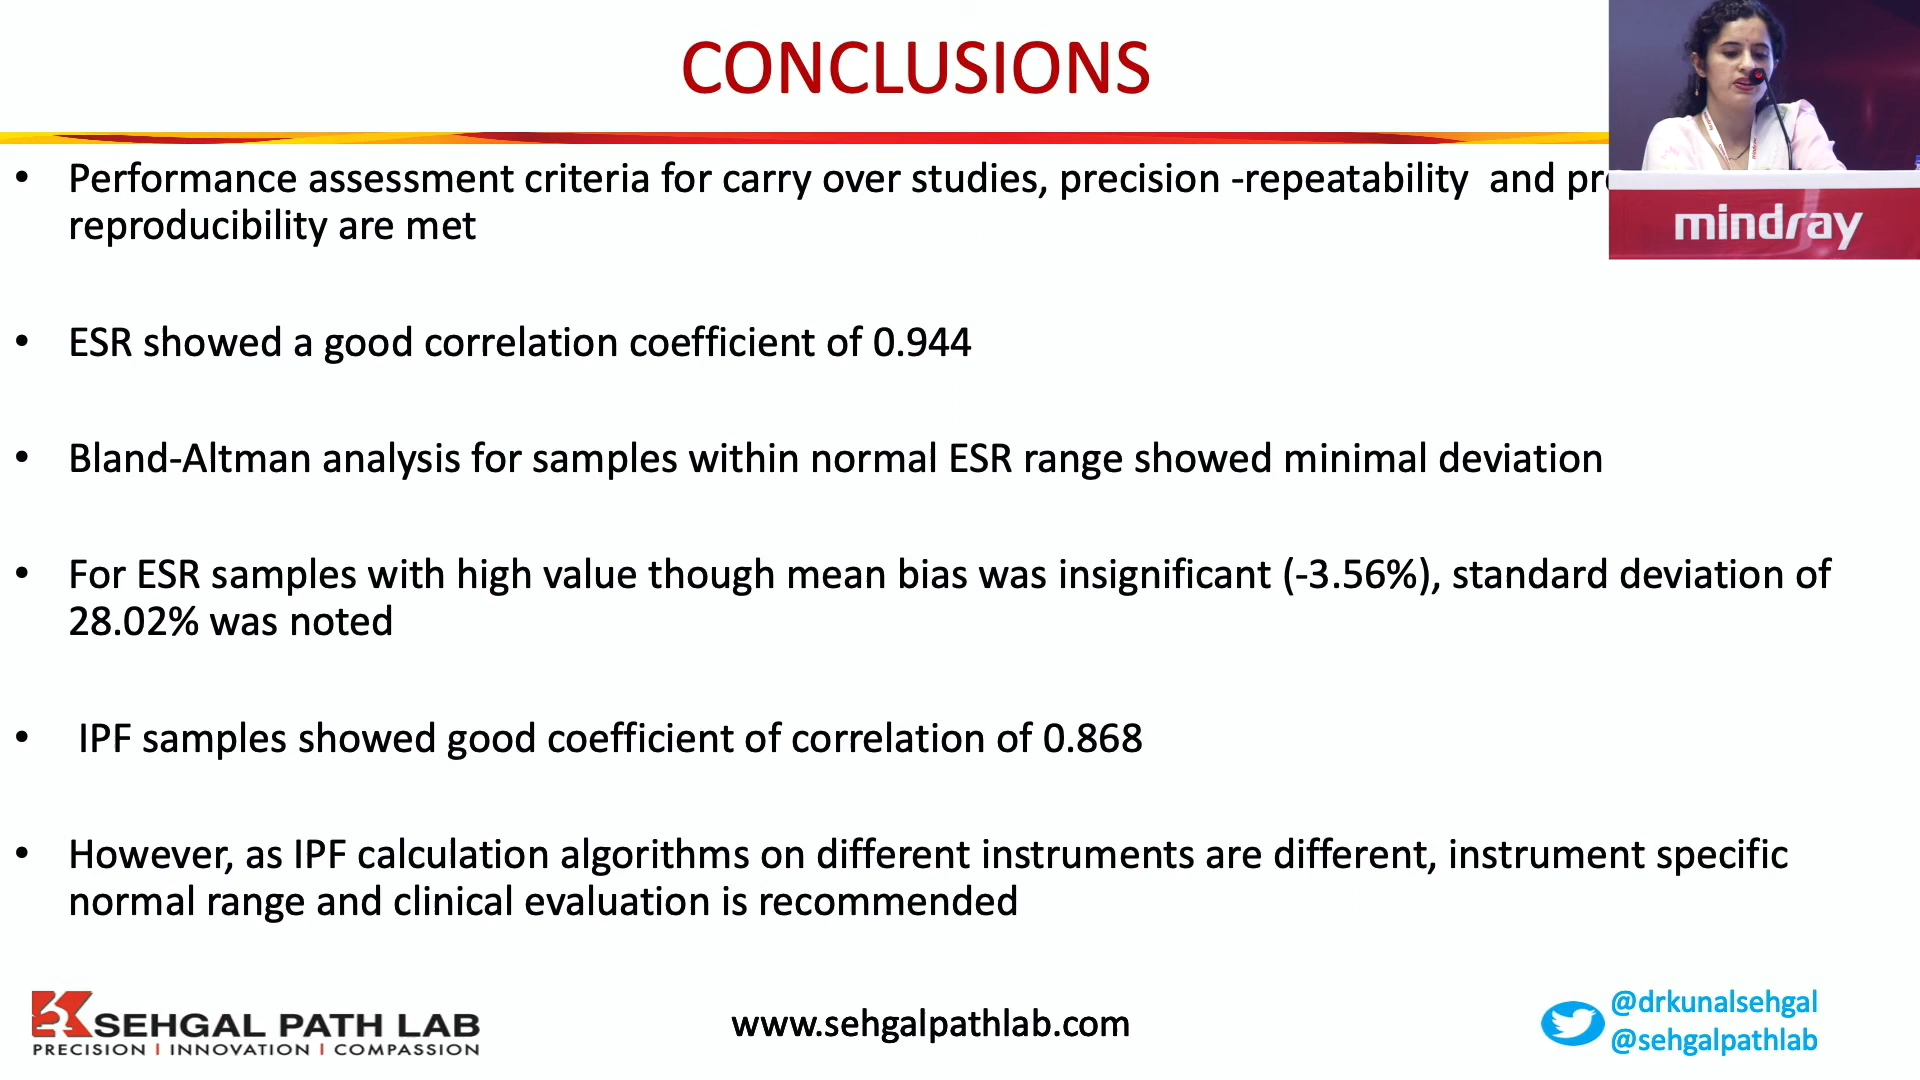 CONCLUSIONS
• Performance assessment criteria for carry over studies, precision -repeatability and
reproducibility are met
• ESR showed a good correlation coefficient of 0.944
• Bland-Altman analysis for samples within normal ESR range showed minimal deviation
• For ESR samples with high value though mean bias was insignificant (-3.56%), standard deviation of
28.02% was noted
• IPF samples showed good coefficient of correlation of 0.868
• However, as IPF calculation algorithms on different instruments are different, instrument specific
normal range and clinical evaluation is recommended
mindray
SEHGAL PATH LAB
PRECISION I INNOVATION I COMPASSION
www.sehgalpathlab.com
@drkunalsehgal
@sehgalpathlab